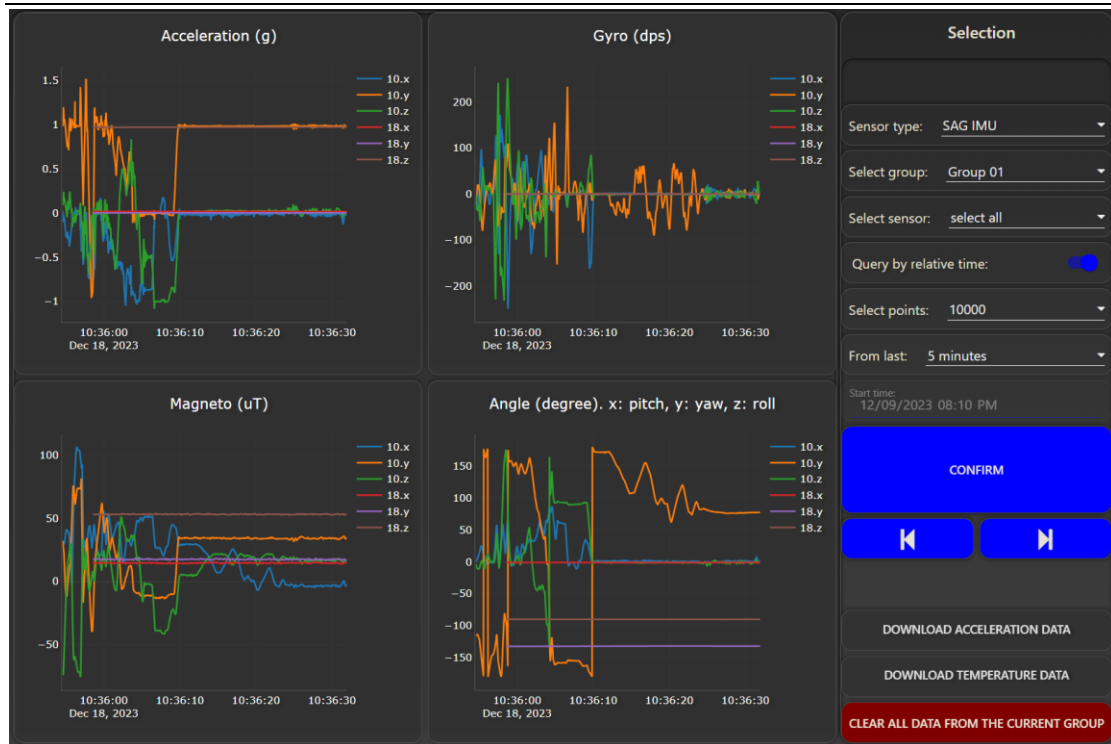 Acceleration (g)
1.5
1
0.5
0
−0.5
−1
10:36:00
10:36:10
10:36:20
10:36:30
Dec 18, 2023
10.x
10.y
10.z
18.x
18.y
18.z
Gyro (dps)
200
100
0
−100
−200
10:36:00
10:36:10
10:36:20
10:36:30
Dec 18, 2023
10.x
10.y
10.z
18.x
18.y
18.z
Magneto (uT)
100
50
0
−50
10:36:00
10:36:10
10:36:20
10:36:30
Dec 18, 2023
10.x
10.y
10.z
18.x
18.y
18.z
Angle (degree). x: pitch, y: yaw, z: roll
150
100
50
0
−50
−100
−150
10:36:00
10:36:10
10:36:20
10:36:30
Dec 18, 2023
10.x
10.y
10.z
18.x
18.y
18.z
Selection
Sensor type: SAG IMU
Select group: Group 01
Select sensor: select all
Query by relative time:
Select points: 10000
From last: 5 minutes
Start time:
12/09/2023 08:10 PM
CONFIRM
DOWNLOAD ACCELERATION DATA
DOWNLOAD TEMPERATURE DATA
CLEAR ALL DATA FROM THE CURRENT GROUP